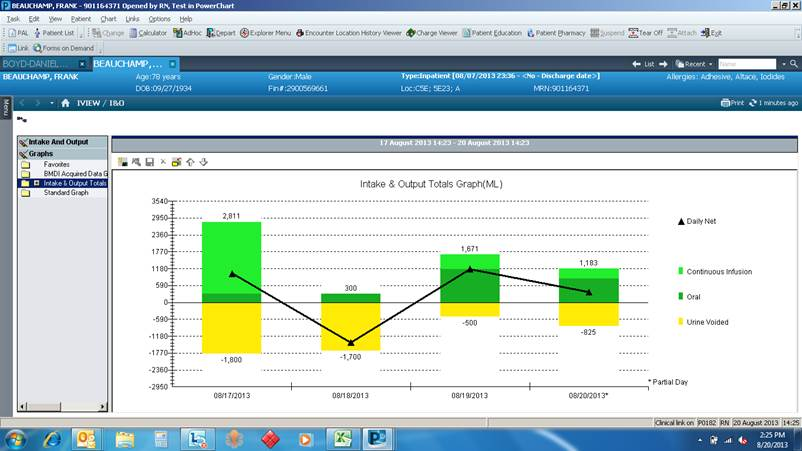 BEAUCHAMP, FRANK - 901164371 Opened by RN, Test in PowerChart
Task Edit View Patient Chart Links Options Help
PAL Patient List Change Calculator AdHoc Depart Explorer Menu Encounter Location History Viewer Charge Viewer Patient Education Patient Pharmacy Suspend Tear Off Attach Exit
Link Forms on Demand
BOYD-DANIEL,... BEAUCHAMP,... List Recent Name
BEAUCHAMP, FRANK Age:78 years Gender:Male Type:Inpatient [08/07/2013 23:36 - <No - Discharge date>] Allergies: Adhesive, Altace, Iodides
DOB:09/27/1934 Fin#:2900569661 Loc:C5E; 5E23; A MRN:901164371
Menu
IVIEW / I&O Print 1 minutes ago
Intake And Output
Graphs
Favorites
BMDI Acquired Data G
Intake & Output Totals
Standard Graph
17 August 2013 14:23 - 20 August 2013 14:23
Intake & Output Totals Graph(ML)
3540
2950
2360
1770
1180
590
0
-590
-1180
-1770
-2360
-2950
2,811
300
1,671
1,183
-1,800
-1,700
-500
-825
Daily Net
Continuous Infusion
Oral
Urine Voided
* Partial Day
08/17/2013 08/18/2013 08/19/2013 08/20/2013*
Clinical link on P0182 RN 20 August 2013 14:25
2:25 PM
8/20/2013